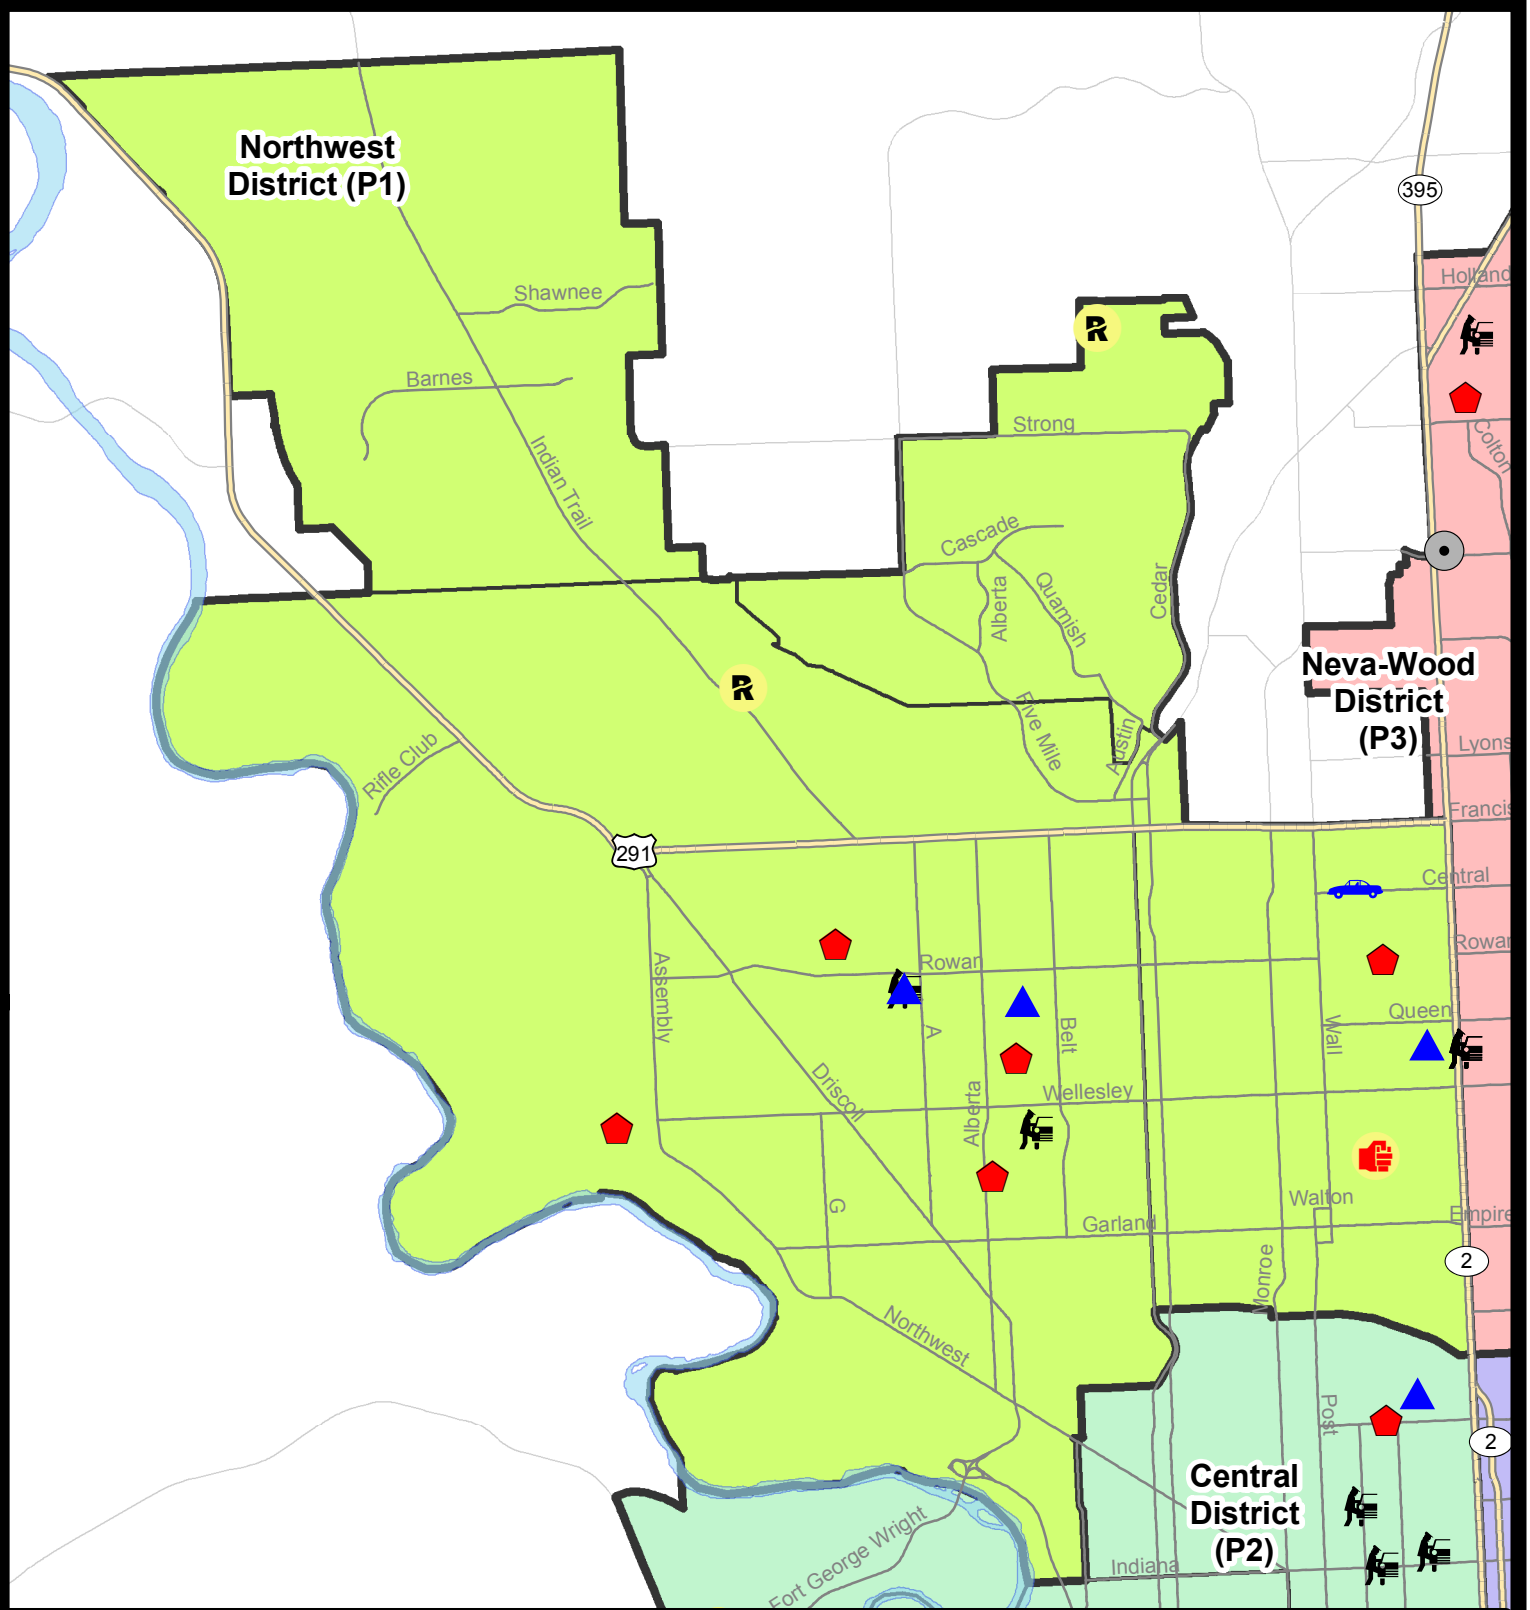 Northwest
District (P1)
395
Holland
Shawnee
Barnes
Strong
Colton
Indian Trail
Cascade
Alberta
Quamish
Cedar
Neva-Wood
District
(P3)
Five Mile
Austin
Lyons
Rifle Club
Francis
291
Central
Rowan
Rowan
Assembly
A
Belt
Wall
Queen
Driscoll
Alberta
Wellesley
G
Walton
Garland
Empire
Monroe
2
Northwest
Post
2
Central
District
(P2)
Fort George Wright
Indiana
R
R